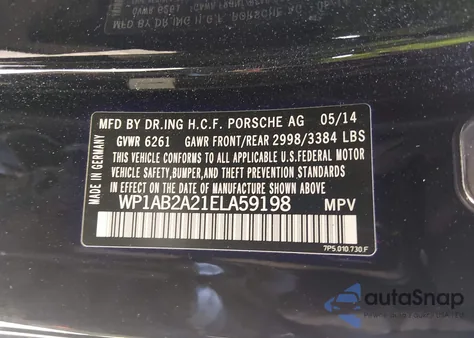 MFD BY DR.ING H.C.F. PORSCHE AG 05/14
GVWR 6261 GAWR FRONT/REAR 2998/3384 LBS
THIS VEHICLE CONFORMS TO ALL APPLICABLE U.S.FEDERAL MOTOR
VEHICLE SAFETY,BUMPER,AND THEFT PREVENTION STANDARDS
IN EFFECT ON THE DATE OF MANUFACTURE SHOWN ABOVE.
WP1AB2A21ELA59198 MPV
MADE IN GERMANY
7P5.010.730.F
autoSnap